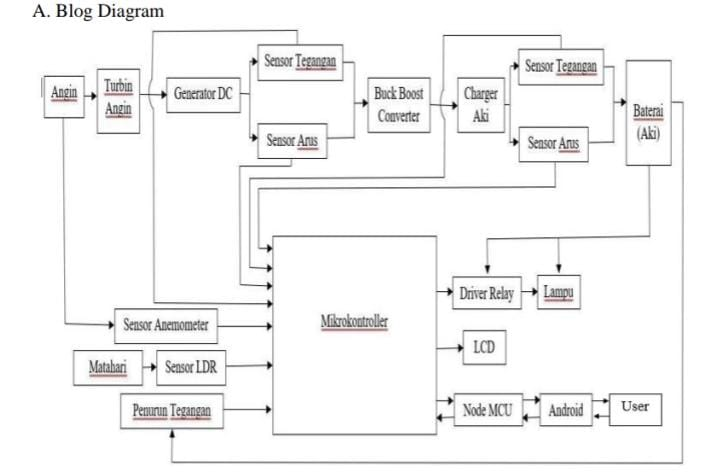 A. Blog Diagram
Angin
Turbin
Angin
Generator DC
Sensor Tegangan
Sensor Arus
Buck Boost
Converter
Charger
Aki
Sensor Tegangan
Sensor Arus
Baterai
(Aki)
Mikrokontroller
Driver Relay
Lampu
Sensor Anemometer
LCD
Matahari
Sensor LDR
Penurun Tegangan
Node MCU
Android
User